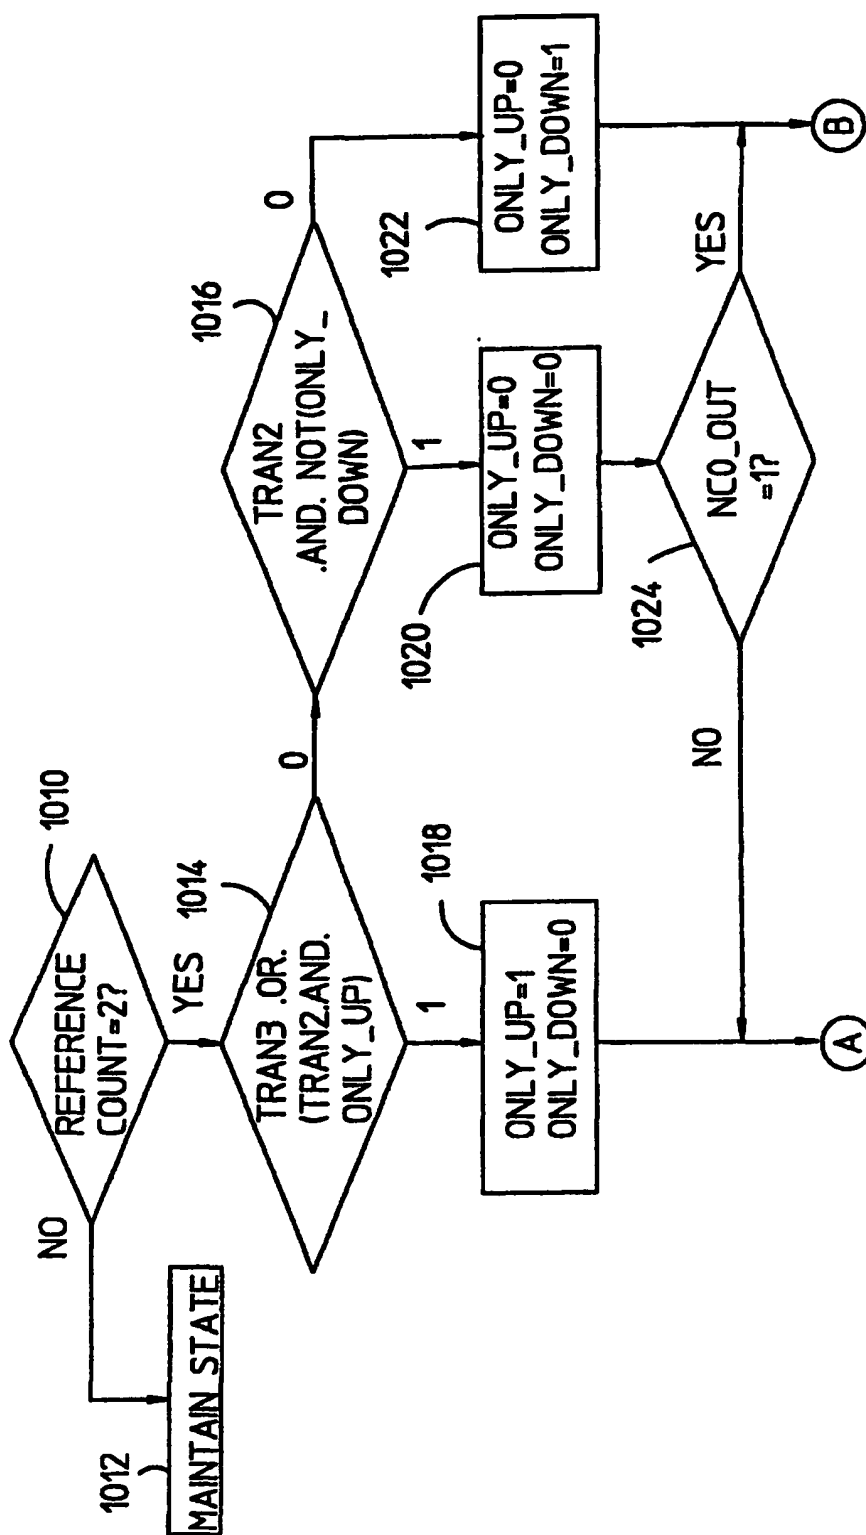 1010
REFERENCE
COUNT=2?
NO
YES
1012
MAINTAIN STATE
1014
TRAN3 .OR.
(TRAN2.AND.
ONLY_UP)
0
1
1016
TRAN2
.AND. NOT(ONLY_
DOWN)
0
1
1018
ONLY_UP=1
ONLY_DOWN=0
1020
ONLY_UP=0
ONLY_DOWN=0
1022
ONLY_UP=0
ONLY_DOWN=1
1024
NCO_OUT
=1?
NO
YES
A
B